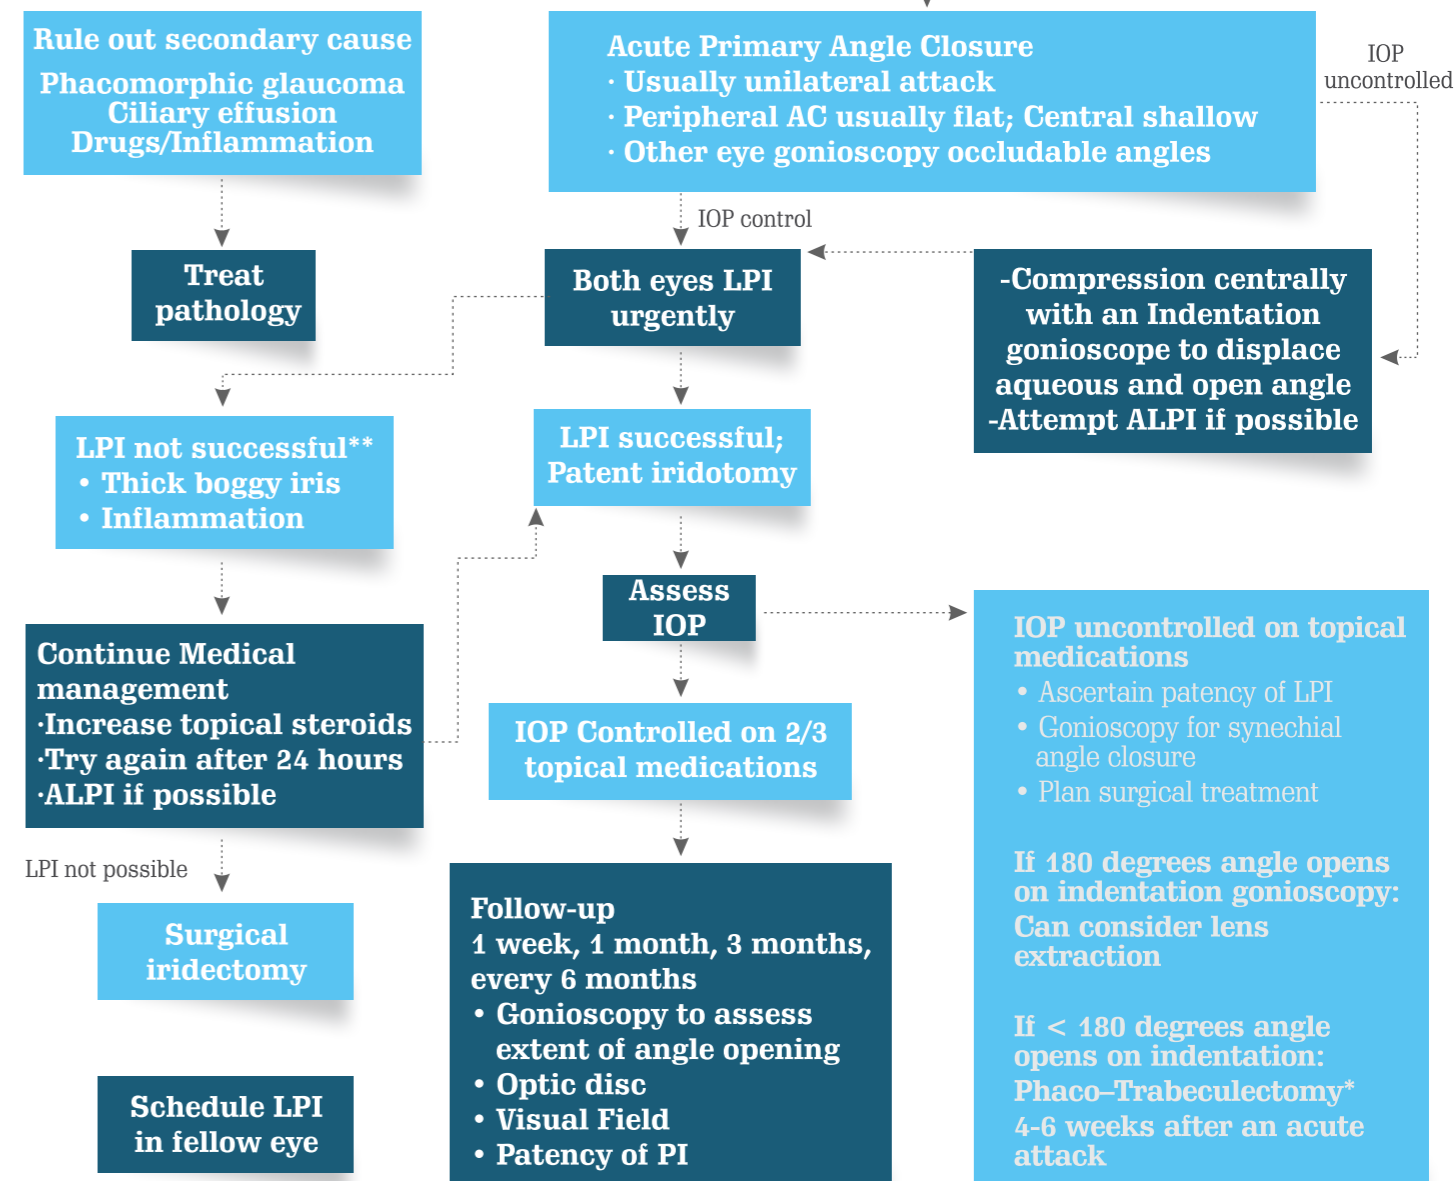 Rule out secondary cause
Phacomorphic glaucoma
Ciliary effusion
Drugs/Inflammation
Treat
pathology
Acute Primary Angle Closure
· Usually unilateral attack
· Peripheral AC usually flat; Central shallow
· Other eye gonioscopy occludable angles
IOP
uncontrolled
IOP control
Both eyes LPI
urgently
-Compression centrally
with an Indentation
gonioscope to displace
aqueous and open angle
-Attempt ALPI if possible
LPI not successful**
• Thick boggy iris
• Inflammation
LPI successful;
Patent iridotomy
Continue Medical
management
·Increase topical steroids
·Try again after 24 hours
·ALPI if possible
LPI not possible
Surgical
iridectomy
Schedule LPI
in fellow eye
Assess
IOP
IOP Controlled on 2/3
topical medications
Follow-up
1 week, 1 month, 3 months,
every 6 months
• Gonioscopy to assess
extent of angle opening
• Optic disc
• Visual Field
• Patency of PI
IOP uncontrolled on topical
medications
• Ascertain patency of LPI
• Gonioscopy for synechial
angle closure
• Plan surgical treatment
If 180 degrees angle opens
on indentation gonioscopy:
Can consider lens
extraction
If < 180 degrees angle
opens on indentation:
Phaco–Trabeculectomy*
4-6 weeks after an acute
attack